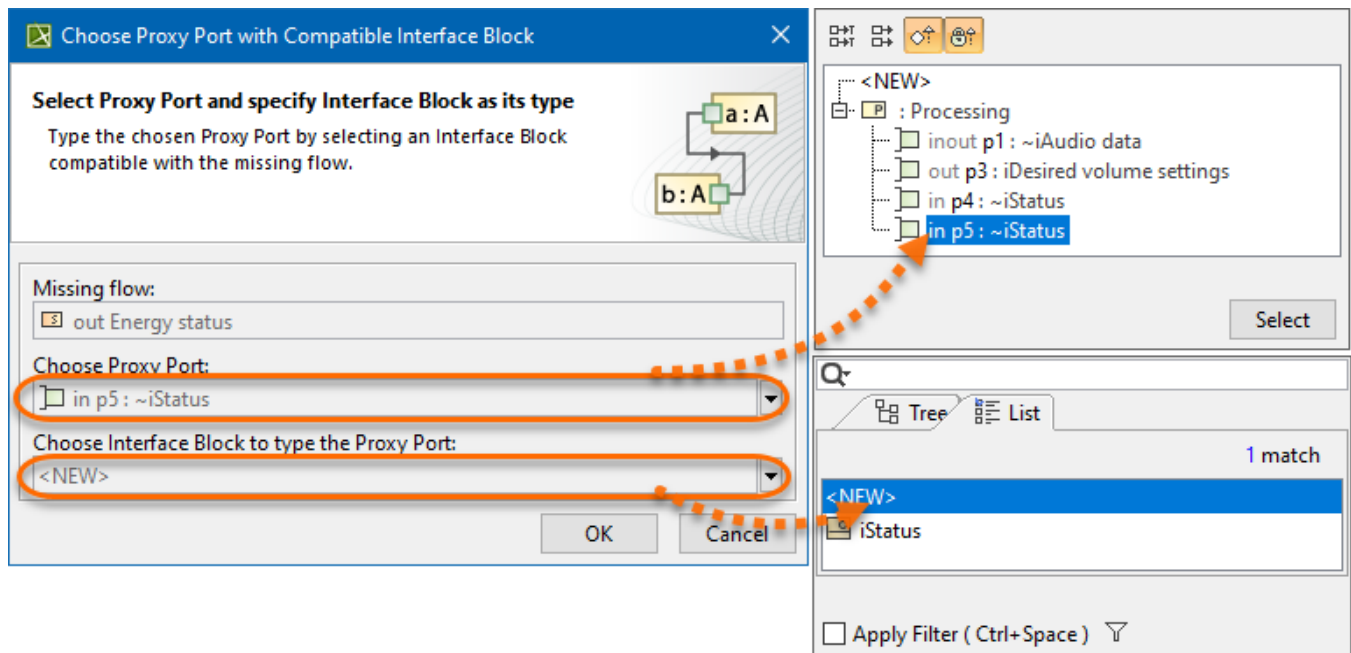 Choose Proxy Port with Compatible Interface Block
Select Proxy Port and specify Interface Block as its type
Type the chosen Proxy Port by selecting an Interface Block
compatible with the missing flow.
a : A
b : A
Missing flow:
S out Energy status
Choose Proxy Port:
in p5 : ~iStatus
Choose Interface Block to type the Proxy Port:
<NEW>
OK
Cancel
<NEW>
P : Processing
inout p1 : ~iAudio data
out p3 : iDesired volume settings
in p4 : ~iStatus
in p5 : ~iStatus
Select
Tree
List
1 match
<NEW>
iStatus
Apply Filter ( Ctrl+Space )